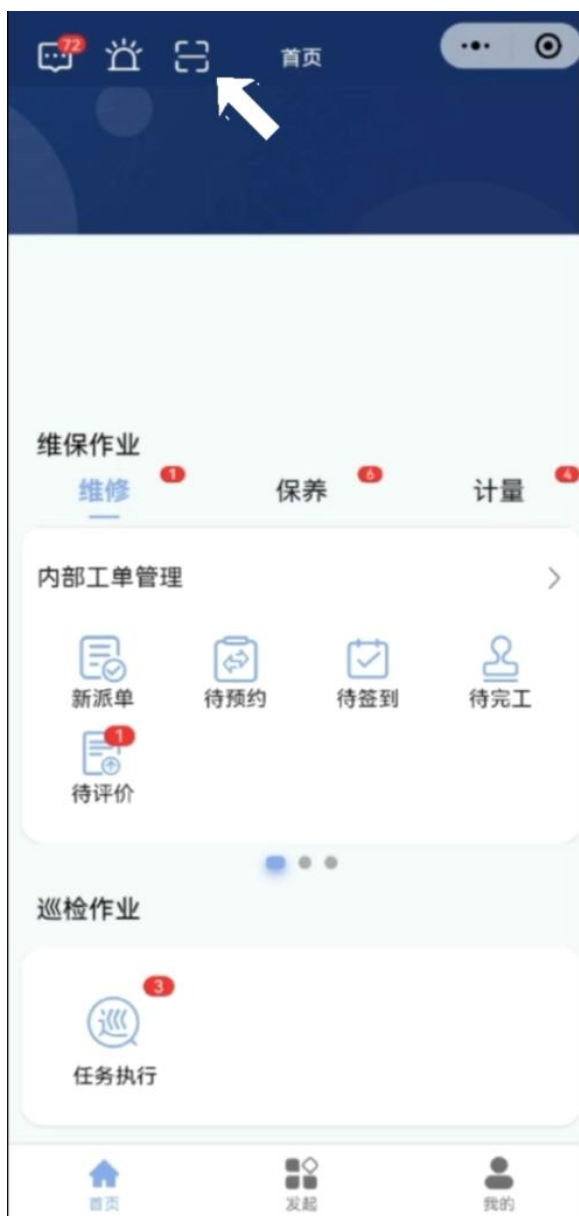 72
首页
维保作业
维修 1 保养 6 计量 4
内部工单管理
新派单 待预约 待签到 待完工
1
待评价
巡检作业
3
巡
任务执行
首页 发起 我的